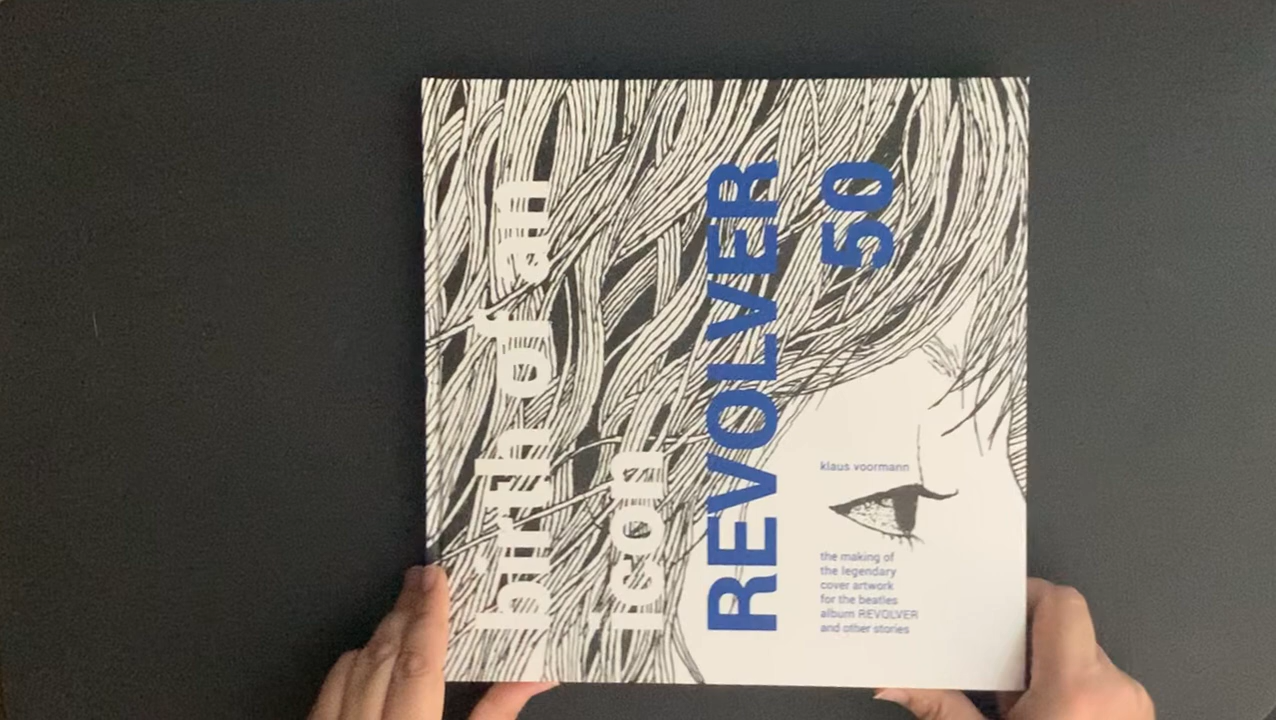 birth of an
icon
REVOLVER
50
klaus voormann
the making of
the legendary
cover artwork
for the beatles
album REVOLVER
and other stories